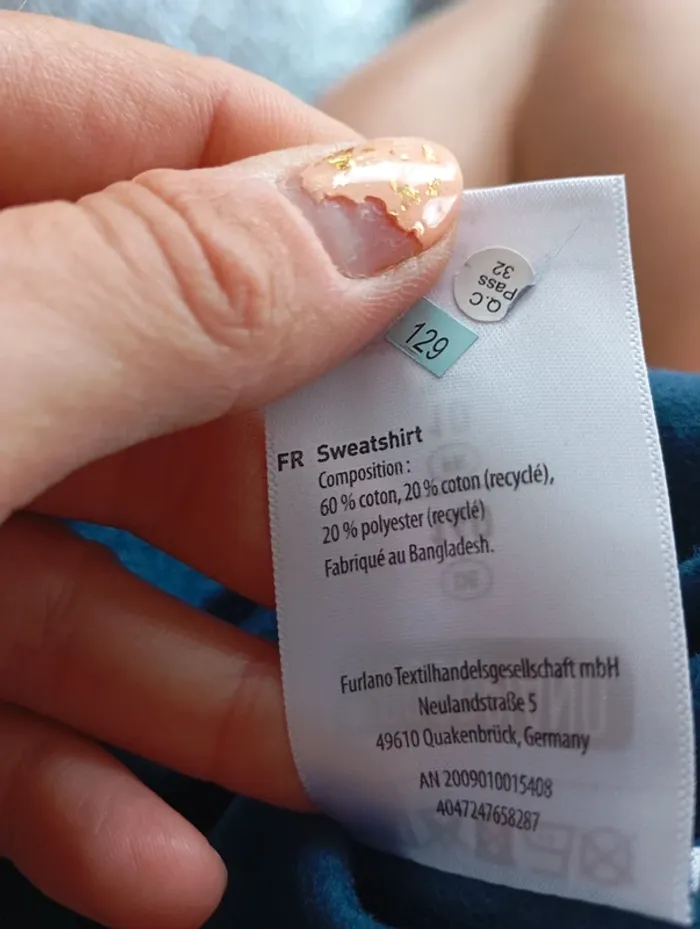 Q.C
Pass
32
129
FR Sweatshirt
Composition :
60 % coton, 20 % coton (recyclé),
20 % polyester (recyclé)
Fabriqué au Bangladesh.
Furlano Textilhandelsgesellschaft mbH
Neulandstraße 5
49610 Quakenbrück, Germany
AN 2009010015408
4047247658287